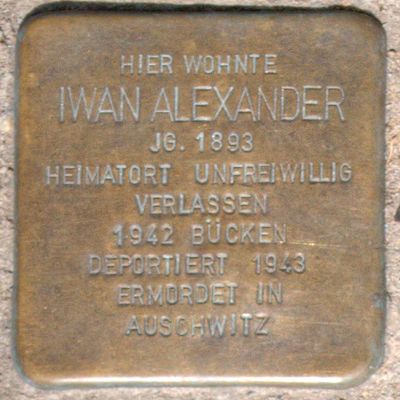 HIER WOHNTE
IWAN ALEXANDER
JG. 1893
HEIMATORT UNFREIWILLIG
VERLASSEN
1942 BÜCKEN
DEPORTIERT 1943
ERMORDET IN
AUSCHWITZ